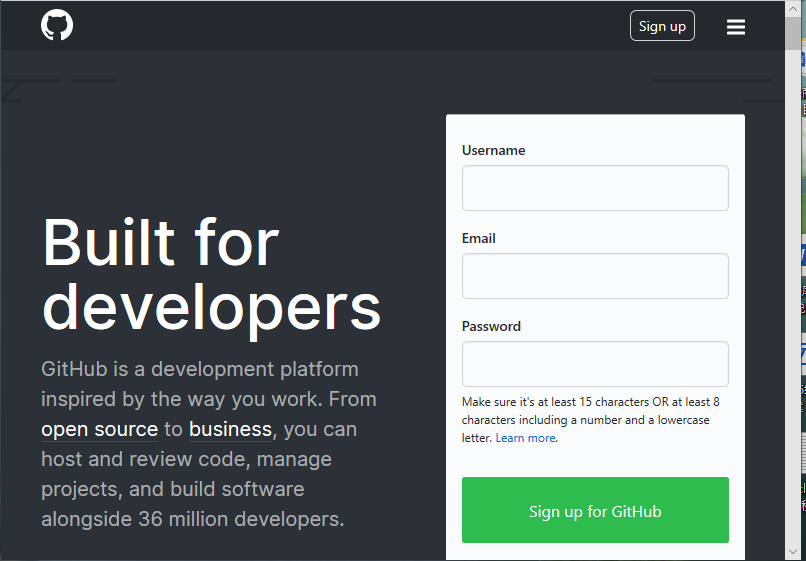 Sign up
Built for
developers
GitHub is a development platform
inspired by the way you work. From
open source to business, you can
host and review code, manage
projects, and build software
alongside 36 million developers.
Username
Email
Password
Make sure it's at least 15 characters OR at least 8
characters including a number and a lowercase
letter. Learn more.
Sign up for GitHub